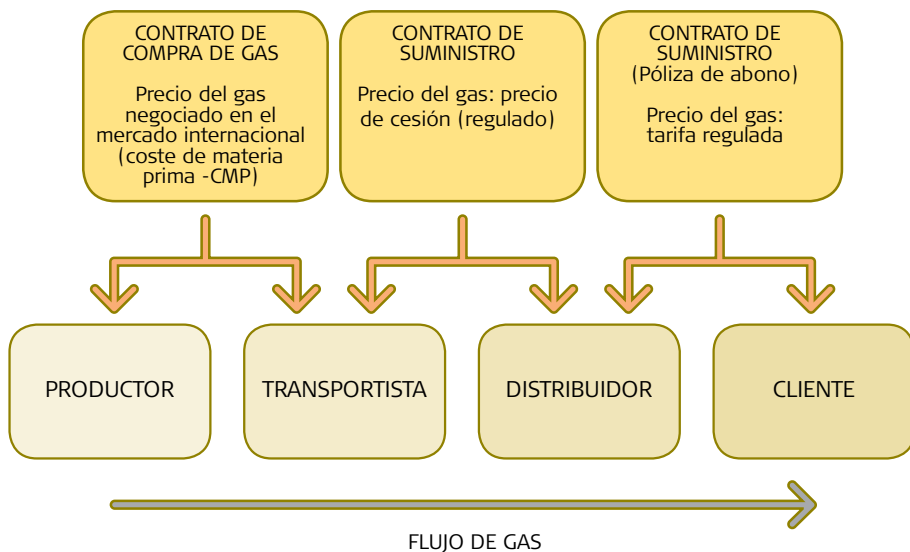 CONTRATO DE
COMPRA DE GAS
Precio del gas
negociado en el
mercado internacional
(coste de materia
prima -CMP)
CONTRATO DE
SUMINISTRO
Precio del gas: precio
de cesión (regulado)
CONTRATO DE
SUMINISTRO
(Póliza de abono)
Precio del gas:
tarifa regulada
PRODUCTOR
TRANSPORTISTA
DISTRIBUIDOR
CLIENTE
FLUJO DE GAS